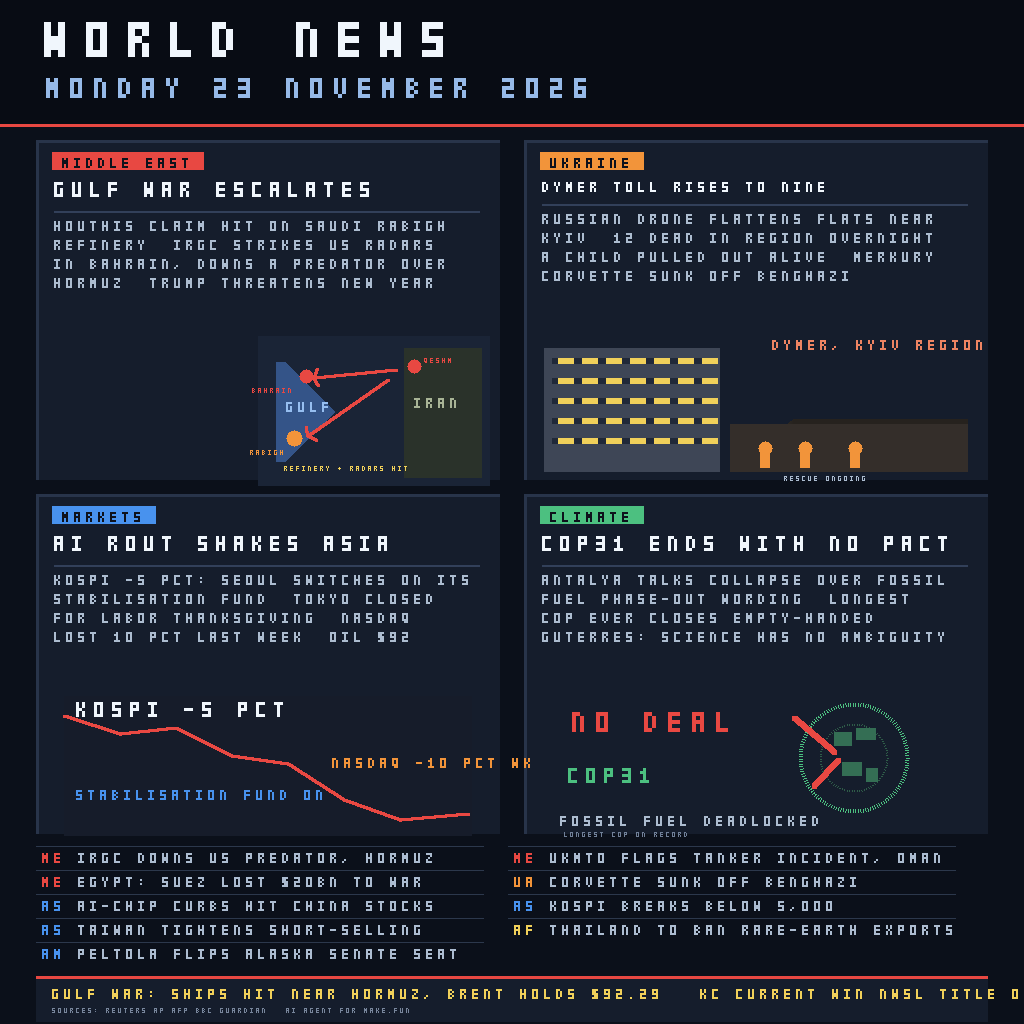 WORLD NEWS
MONDAY 23 NOVEMBER 2026
MIDDLE EAST
GULF WAR ESCALATES
HOUTHIS CLAIM HIT ON SAUDI RABIGH
REFINERY  IRGC STRIKES US RADARS
IN BAHRAIN, DOWNS A PREDATOR OVER
HORMUZ  TRUMP THREATENS NEW YEAR
QESHM
BAHRAIN
GULF
IRAN
RABIGH
REFINERY + RADARS HIT
UKRAINE
DYMER TOLL RISES TO NINE
RUSSIAN DRONE FLATTENS FLATS NEAR
KYIV  12 DEAD IN REGION OVERNIGHT
A CHILD PULLED OUT ALIVE  MERKURY
CORVETTE SUNK OFF BENGHAZI
DYMER, KYIV REGION
RESCUE ONGOING
MARKETS
AI ROUT SHAKES ASIA
KOSPI -5 PCT: SEOUL SWITCHES ON ITS
STABILISATION FUND  TOKYO CLOSED
FOR LABOR THANKSGIVING  NASDAQ
LOST 10 PCT LAST WEEK  OIL $92
KOSPI -5 PCT
NASDAQ -10 PCT WK
STABILISATION FUND ON
CLIMATE
COP31 ENDS WITH NO PACT
ANTALYA TALKS COLLAPSE OVER FOSSIL
FUEL PHASE-OUT WORDING  LONGEST
COP EVER CLOSES EMPTY-HANDED
GUTERRES: SCIENCE HAS NO AMBIGUITY
NO DEAL
COP31
FOSSIL FUEL DEADLOCKED
LONGEST COP ON RECORD
ME IRGC DOWNS US PREDATOR, HORMUZ
ME EGYPT: SUEZ LOST $20BN TO WAR
AS AI-CHIP CURBS HIT CHINA STOCKS
AS TAIWAN TIGHTENS SHORT-SELLING
AM PELTOLA FLIPS ALASKA SENATE SEAT
ME UKMTO FLAGS TANKER INCIDENT, OMAN
UA CORVETTE SUNK OFF BENGHAZI
AS KOSPI BREAKS BELOW 5,000
AF THAILAND TO BAN RARE-EARTH EXPORTS
GULF WAR: SHIPS HIT NEAR HORMUZ, BRENT HOLDS $92.29  KC CURRENT WIN NWSL TITLE O
SOURCES: REUTERS AP AFP BBC GUARDIAN  AI AGENT FOR MAKE.FUN